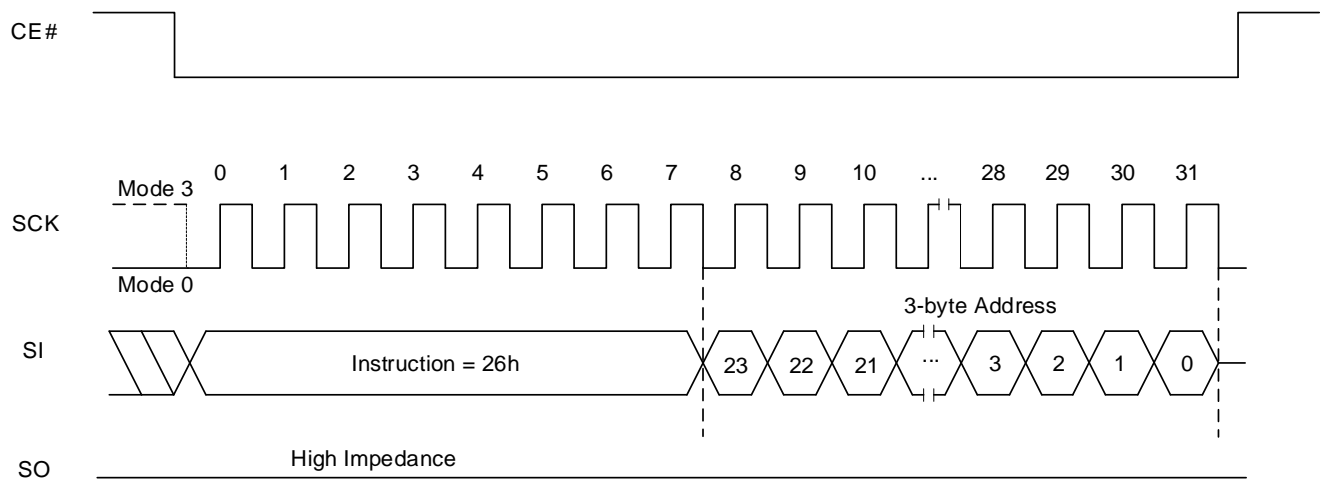 CE#
0 1 2 3 4 5 6 7 8 9 10 ... 28 29 30 31
Mode 3
SCK
Mode 0
3-byte Address
SI
Instruction = 26h 23 22 21 ... 3 2 1 0
High Impedance
SO